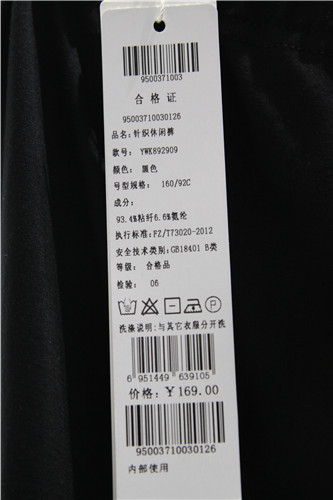 9500371003
合格证
95003710030126
品名:针织休闲裤
款号: YWK892909
颜色: 黑色
号型规格: 160/92C
成分:
93.4%粘纤6.6%氨纶
执行标准:FZ/T73020-2012
安全技术类别:GB18401 B类
等级: 合格品
检验: 06
P
洗涤说明:与其它衣服分开洗
6 951449 639105
价格:¥169.00
95003710030126
内部使用